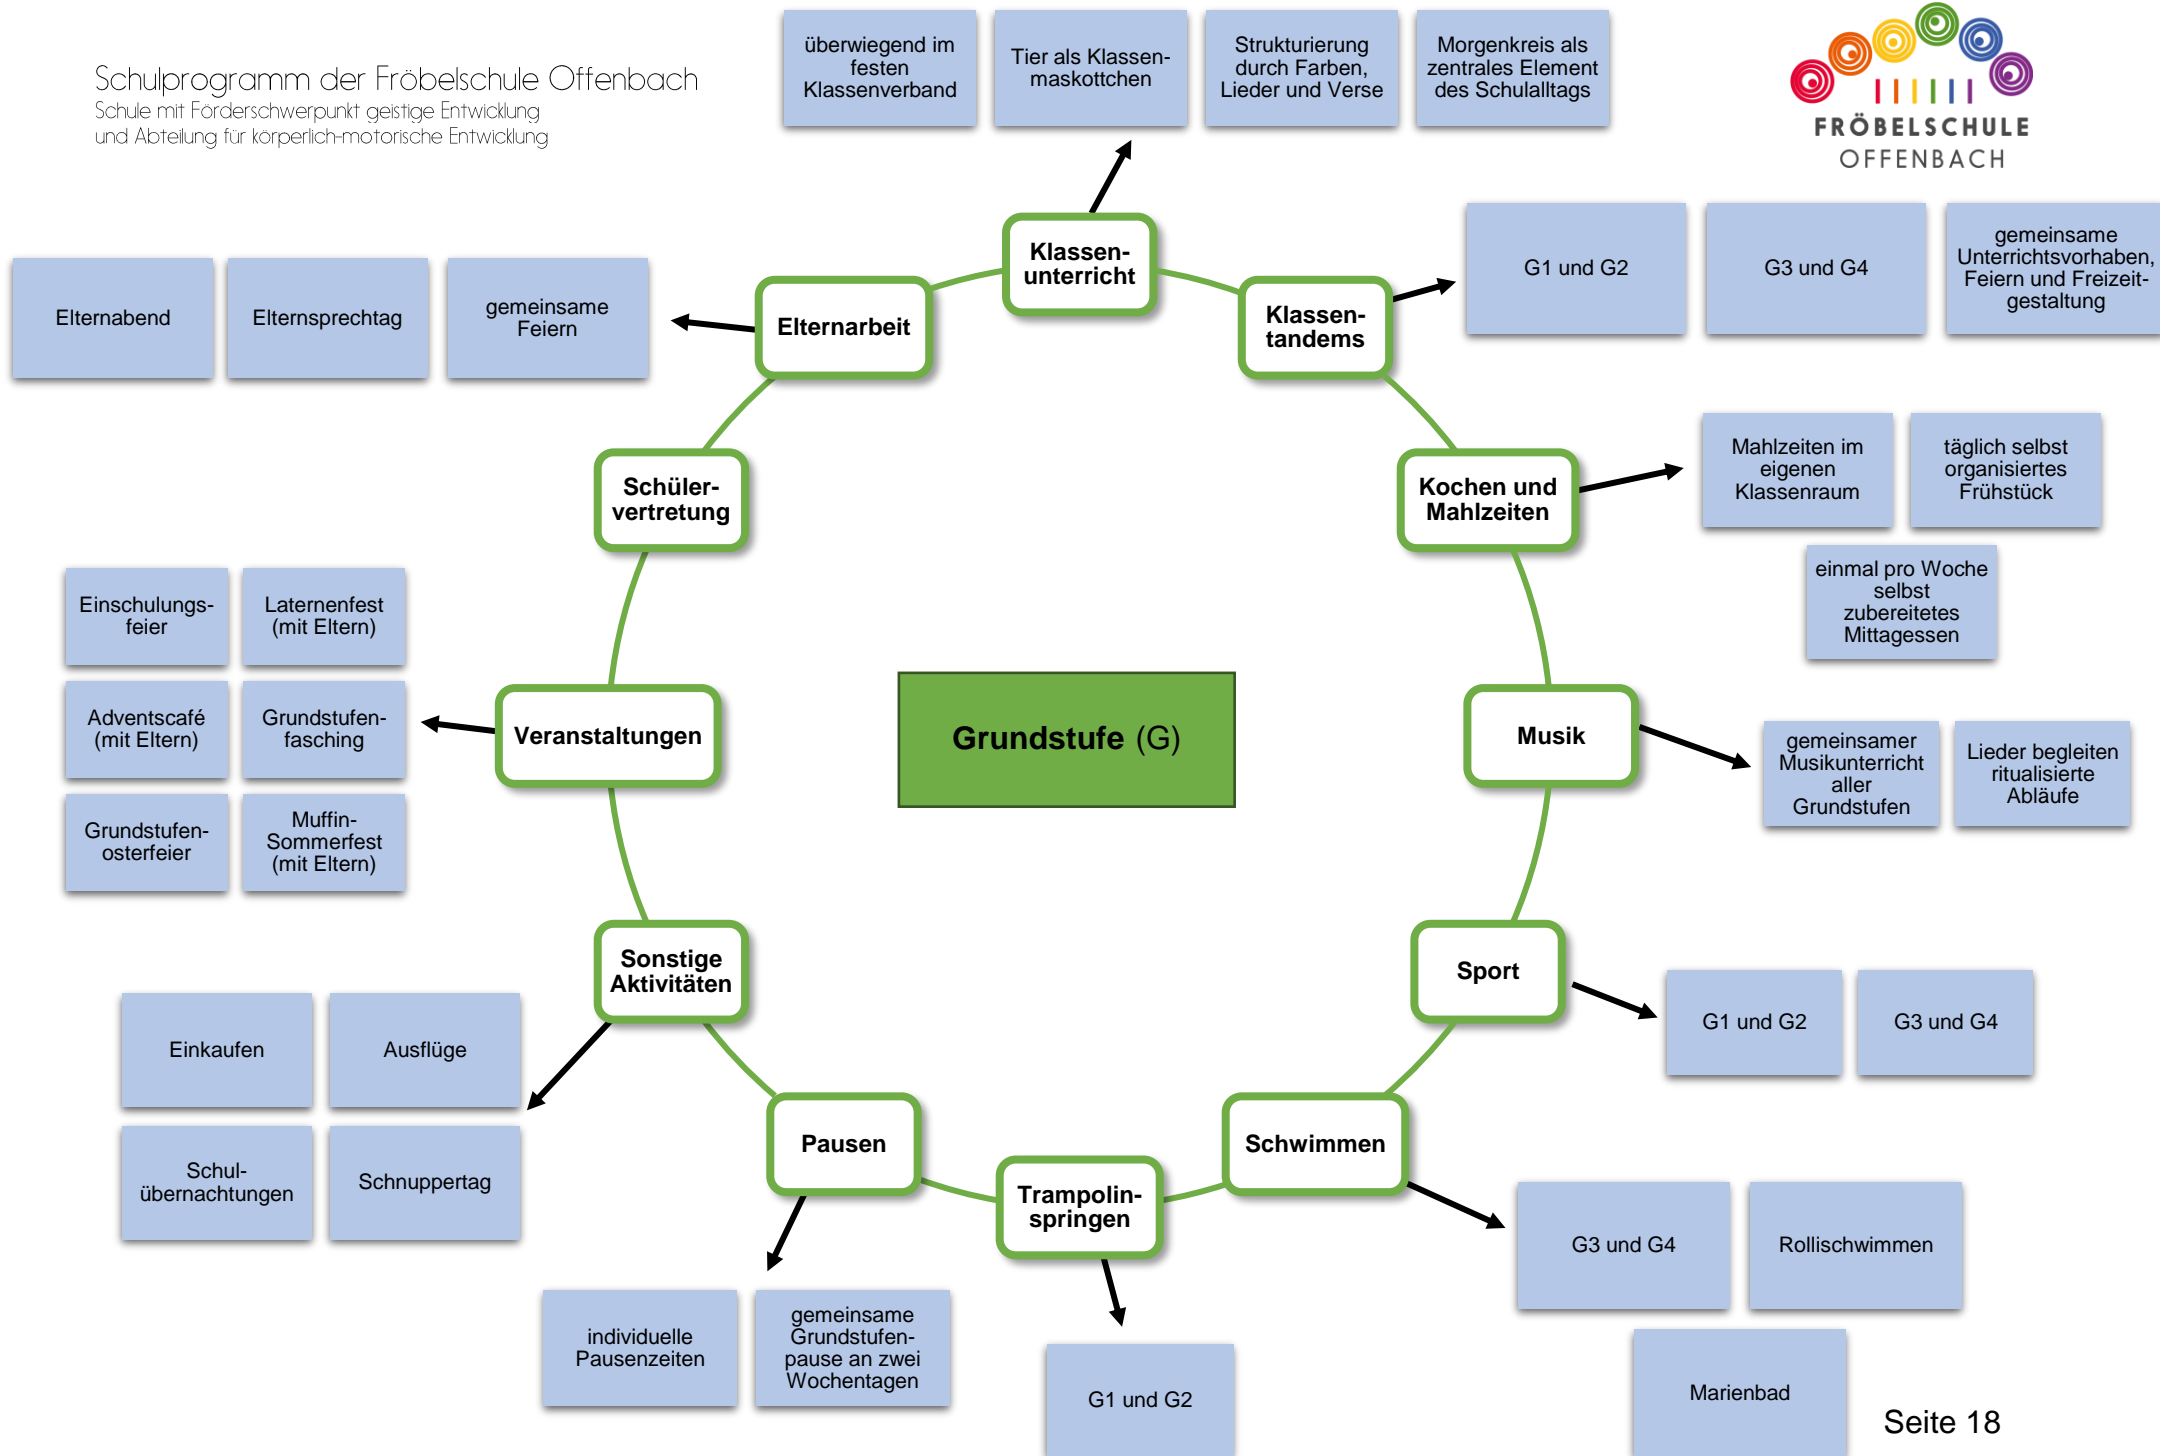 Schulprogramm der Fröbelschule Offenbach
Schule mit Förderschwerpunkt geistige Entwicklung
und Abteilung für körperlich-motorische Entwicklung
FRÖBELSCHULE
OFFENBACH
überwiegend im
festen
Klassenverband
Tier als Klassen-
maskottchen
Strukturierung
durch Farben,
Lieder und Verse
Morgenkreis als
zentrales Element
des Schulalltags
Klassen-
unterricht
Klassen-
tandems
G1 und G2
G3 und G4
gemeinsame
Unterrichtsvorhaben,
Feiern und Freizeit-
gestaltung
Elternabend
Elternsprechtag
gemeinsame
Feiern
Elternarbeit
Schüler-
vertretung
Kochen und
Mahlzeiten
Mahlzeiten im
eigenen
Klassenraum
täglich selbst
organisiertes
Frühstück
einmal pro Woche
selbst
zubereitetes
Mittagessen
Einschulungs-
feier
Laternenfest
(mit Eltern)
Adventscafé
(mit Eltern)
Grundstufen-
fasching
Grundstufen-
osterfeier
Muffin-
Sommerfest
(mit Eltern)
Veranstaltungen
Grundstufe (G)
Musik
gemeinsamer
Musikunterricht
aller
Grundstufen
Lieder begleiten
ritualisierte
Abläufe
Sonstige
Aktivitäten
Sport
G1 und G2
G3 und G4
Einkaufen
Ausflüge
Schul-
übernachtungen
Schnuppertag
Pausen
Schwimmen
Trampolin-
springen
G3 und G4
Rollischwimmen
Marienbad
individuelle
Pausenzeiten
gemeinsame
Grundstufen-
pause an zwei
Wochentagen
G1 und G2
Seite 18